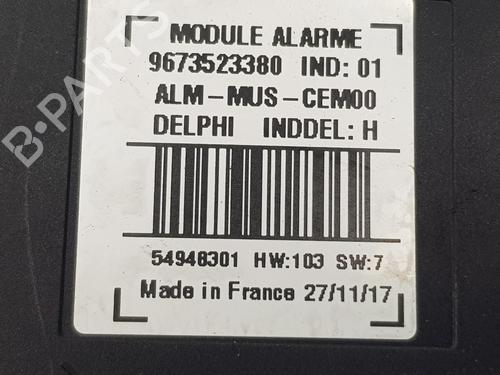 MODULE ALARME
9673523380 IND: 01
ALM-MUS-CEM00
DELPHI INDDEL: H
54948301 HW:103 SW:7
Made in France 27/11/17